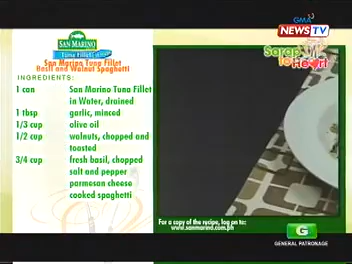 GMA
NEWS TV
Sarap
To Heart
SAN MARINO
Tuna Fillet
San Marino Tuna Fillet
Basil and Walnut Spaghetti
INGREDIENTS:
1 can San Marino Tuna Fillet
in Water, drained
1 tbsp garlic, minced
1/3 cup olive oil
1/2 cup walnuts, chopped and
toasted
3/4 cup fresh basil, chopped
salt and pepper
parmesan cheese
cooked spaghetti
For a copy of the recipe, log on to:
www.sanmarino.com.ph
G
GENERAL PATRONAGE